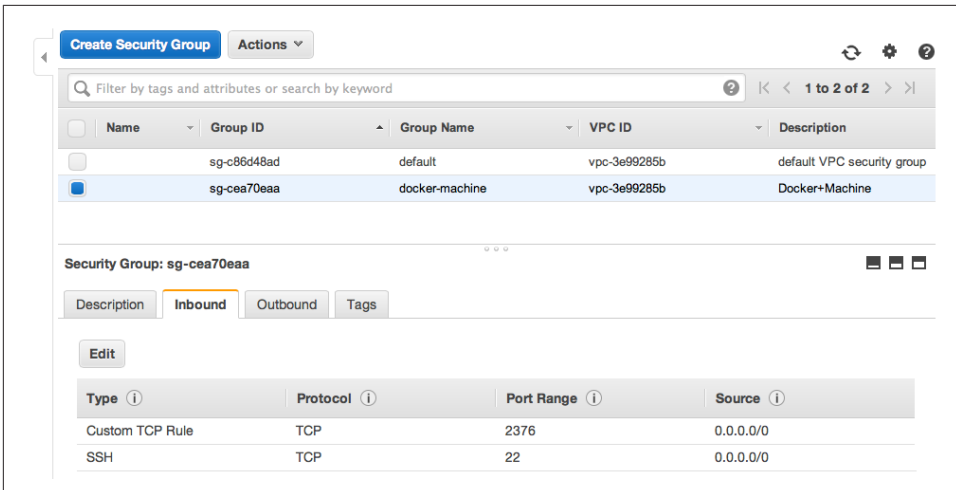 Create Security Group Actions
Filter by tags and attributes or search by keyword 1 to 2 of 2
Name Group ID Group Name VPC ID Description
sg-c86d48ad default vpc-3e99285b default VPC security group
sg-cea70eaa docker-machine vpc-3e99285b Docker+Machine
Security Group: sg-cea70eaa
Description Inbound Outbound Tags
Edit
Type Protocol Port Range Source
Custom TCP Rule TCP 2376 0.0.0.0/0
SSH TCP 22 0.0.0.0/0